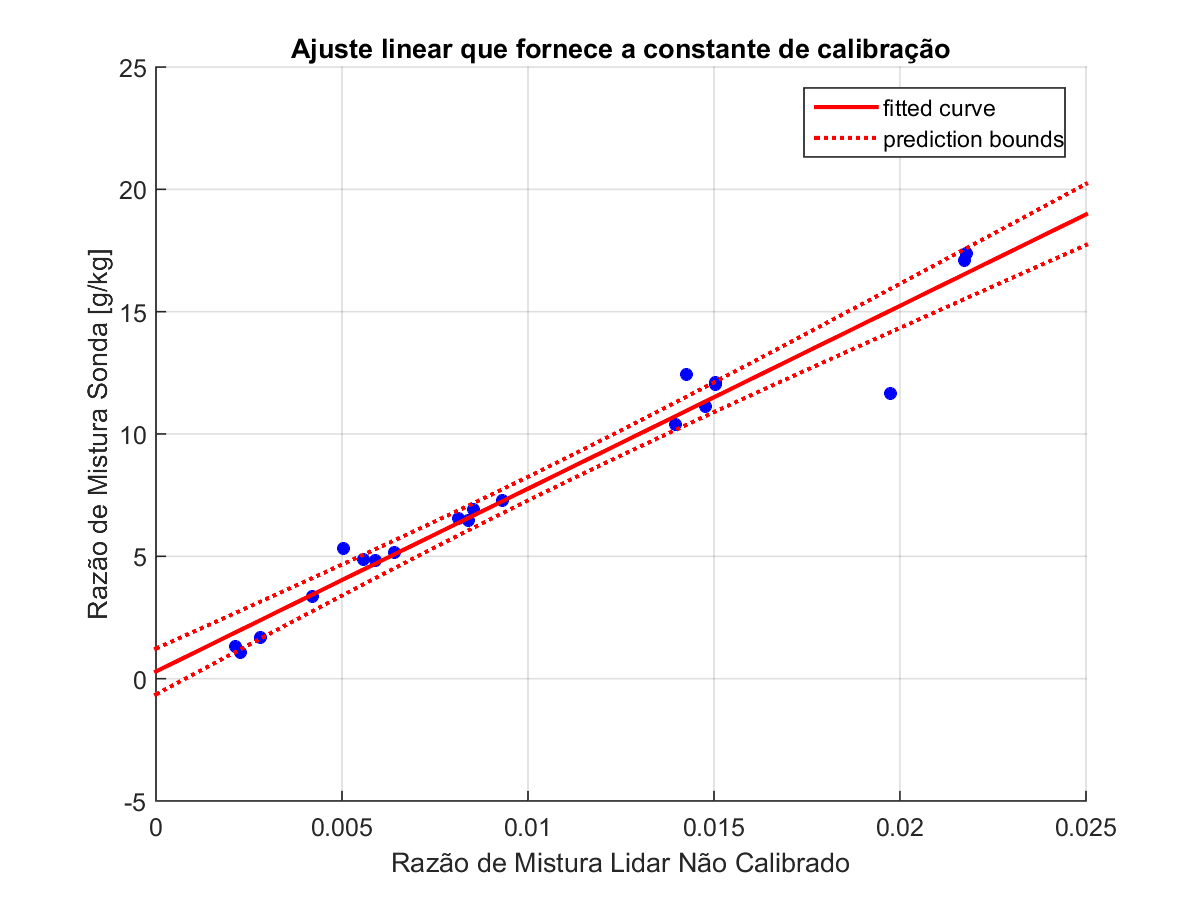 Ajuste linear que fornece a constante de calibração
fitted curve
prediction bounds
25
20
15
10
5
0
-5
Razão de Mistura Sonda [g/kg]
0
0.005
0.01
0.015
0.02
0.025
Razão de Mistura Lidar Não Calibrado